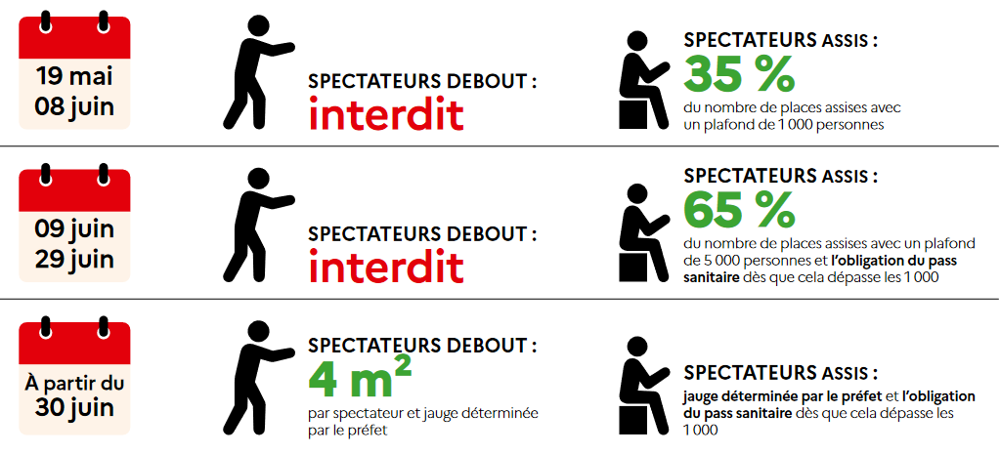 19 mai
08 juin
SPECTATEURS DEBOUT :
interdit
SPECTATEURS ASSIS :
35 %
du nombre de places assises avec
un plafond de 1 000 personnes
09 juin
29 juin
SPECTATEURS DEBOUT :
interdit
SPECTATEURS ASSIS :
65 %
du nombre de places assises avec un plafond
de 5 000 personnes et l’obligation du pass
sanitaire dès que cela dépasse les 1 000
À partir du
30 juin
SPECTATEURS DEBOUT :
4 m²
par spectateur et jauge déterminée
par le préfet
SPECTATEURS ASSIS :
jauge déterminée par le préfet et l’obligation
du pass sanitaire dès que cela dépasse les
1 000